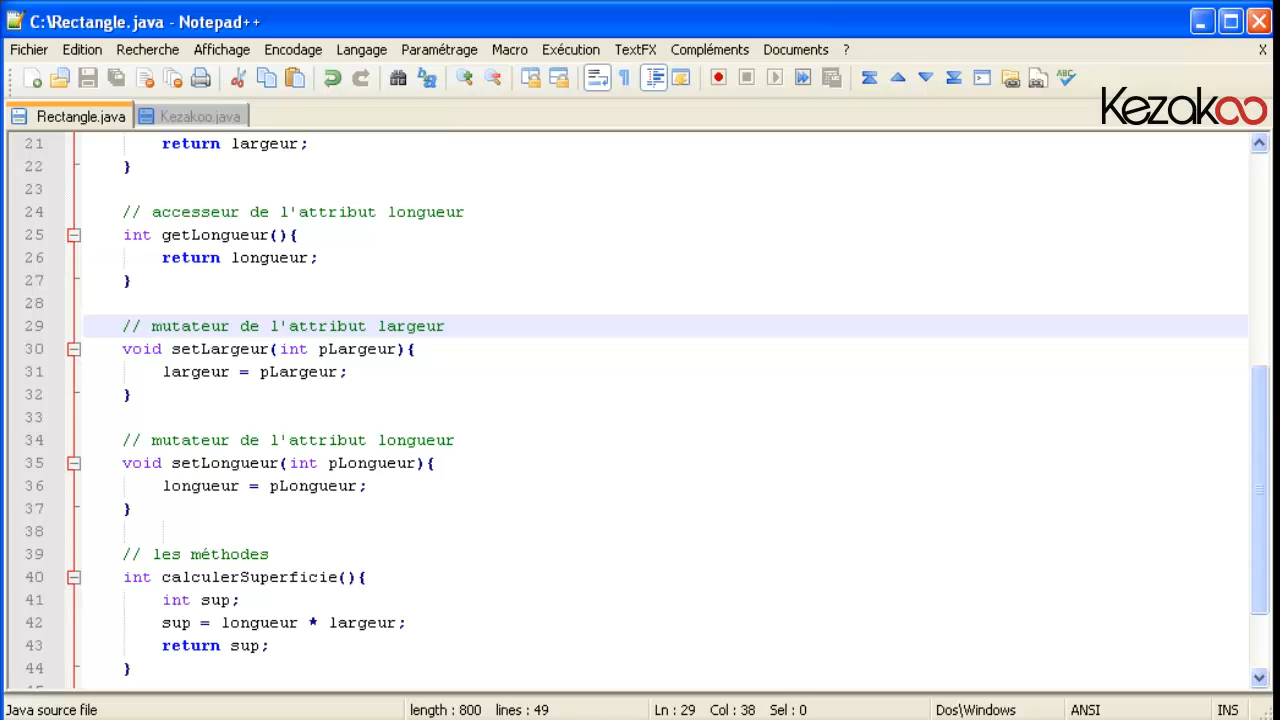 C:\Rectangle.java - Notepad++
Fichier Edition Recherche Affichage Encodage Langage Paramétrage Macro Exécution TextFX Compléments Documents ? X
Kezakoo
Rectangle.java Kezakoo.java
21 return largeur;
22 }
23
24 // accesseur de l'attribut longueur
25 int getLongueur(){
26 return longueur;
27 }
28
29 // mutateur de l'attribut largeur
30 void setLargeur(int pLargeur){
31 largeur = pLargeur;
32 }
33
34 // mutateur de l'attribut longueur
35 void setLongueur(int pLongueur){
36 longueur = pLongueur;
37 }
38
39 // les méthodes
40 int calculerSuperficie(){
41 int sup;
42 sup = longueur * largeur;
43 return sup;
44 }
Java source file length : 800 lines : 49 Ln : 29 Col : 38 Sel : 0 Dos\Windows ANSI INS